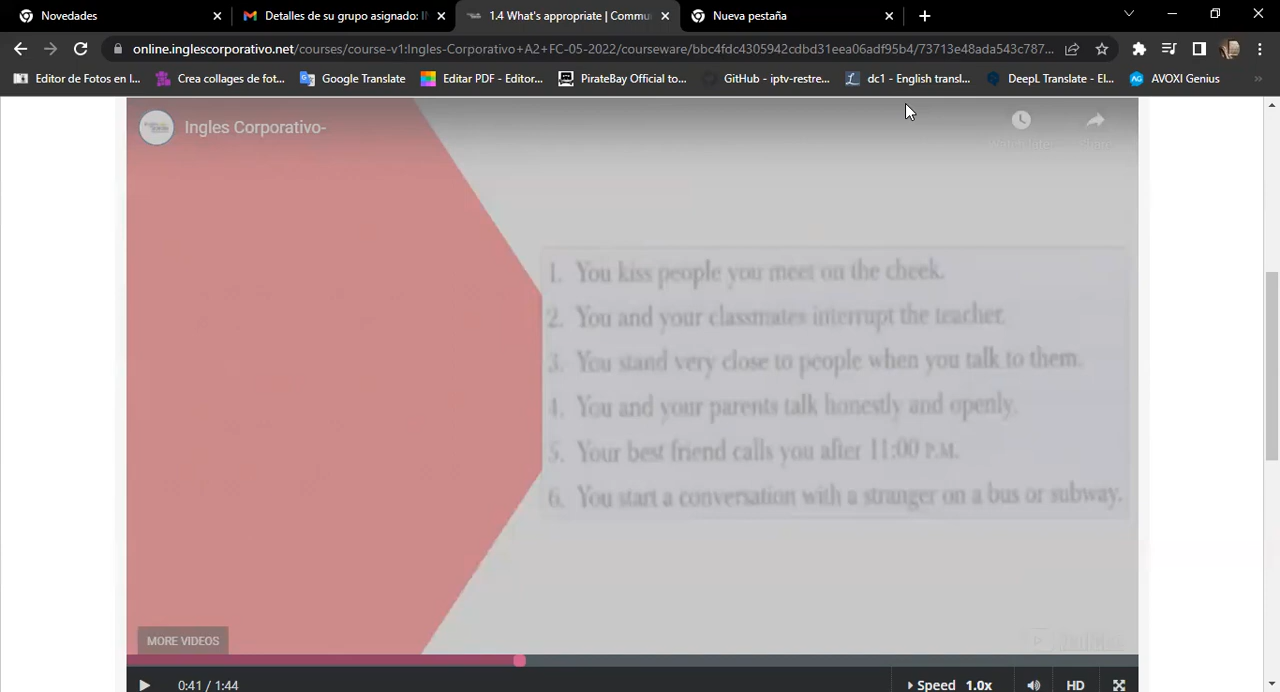 Novedades
Detalles de su grupo asignado: I
1.4 What's appropriate | Commu
Nueva pestaña
online.inglescorporativo.net/courses/course-v1:Ingles-Corporativo+A2+FC-05-2022/courseware/bbc4fdc4305942cdbd31eea06adf95b4/73713e48ada543c787...
Editor de Fotos en l...
Crea collages de fot...
Google Translate
Editar PDF - Editor...
PirateBay Official to...
GitHub - iptv-restre...
dc1 - English transl...
DeepL Translate - El...
AVOXI Genius
»
Ingles Corporativo-
1. You kiss people you meet on the cheek.
2. You and your classmates interrupt the teacher.
3. You stand very close to people when you talk to them.
4. You and your parents talk honestly and openly.
5. Your best friend calls you after 11:00 P.M.
6. You start a conversation with a stranger on a bus or subway.
MORE VIDEOS
0:41 / 1:44
Speed 1.0x
HD